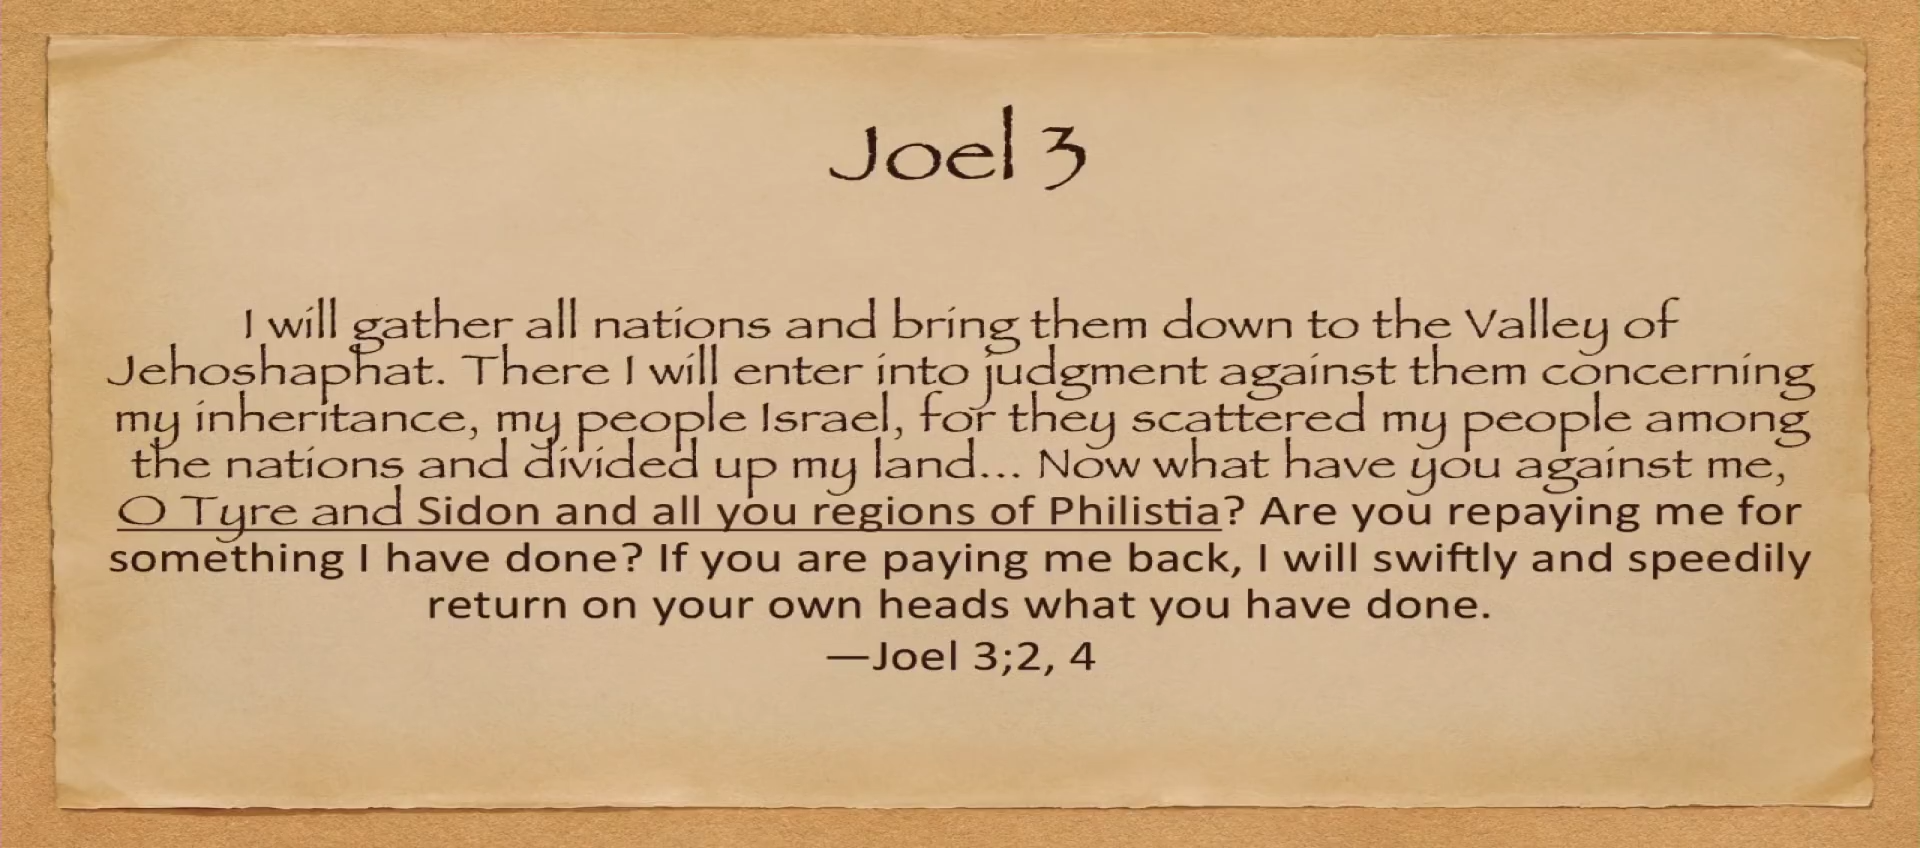 Joel 3
I will gather all nations and bring them down to the Valley of
Jehoshaphat. There I will enter into judgment against them concerning
my inheritance, my people Israel, for they scattered my people among
the nations and divided up my land... Now what have you against me,
O Tyre and Sidon and all you regions of Philistia? Are you repaying me for
something I have done? If you are paying me back, I will swiftly and speedily
return on your own heads what you have done.
—Joel 3;2, 4